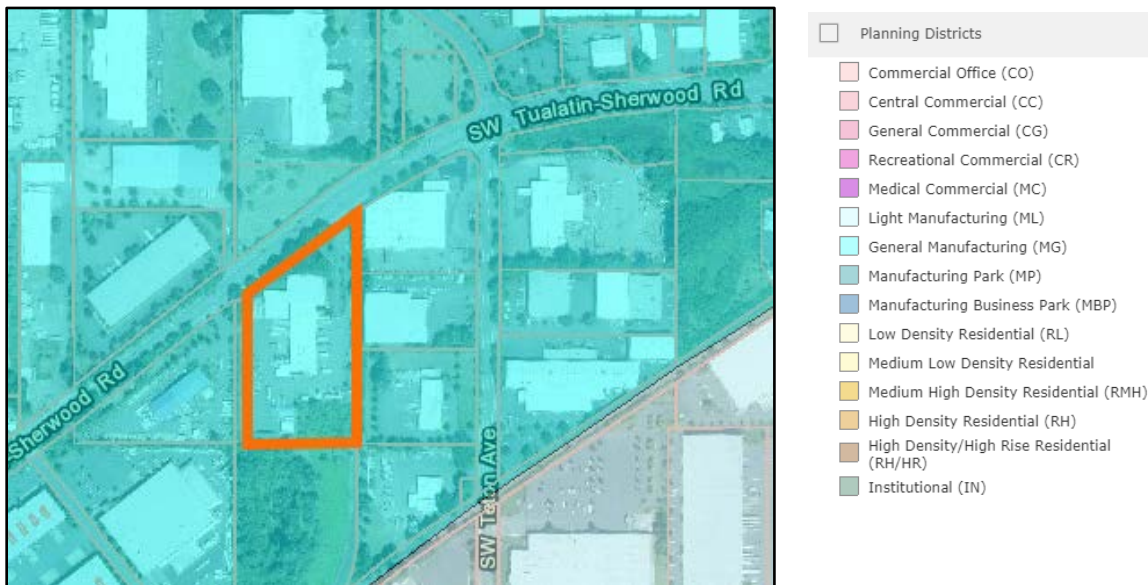 SW Tualatin-Sherwood Rd
-Sherwood Rd
SW Teton Ave
Planning Districts
Commercial Office (CO)
Central Commercial (CC)
General Commercial (CG)
Recreational Commercial (CR)
Medical Commercial (MC)
Light Manufacturing (ML)
General Manufacturing (MG)
Manufacturing Park (MP)
Manufacturing Business Park (MBP)
Low Density Residential (RL)
Medium Low Density Residential
Medium High Density Residential (RMH)
High Density Residential (RH)
High Density/High Rise Residential
(RH/HR)
Institutional (IN)